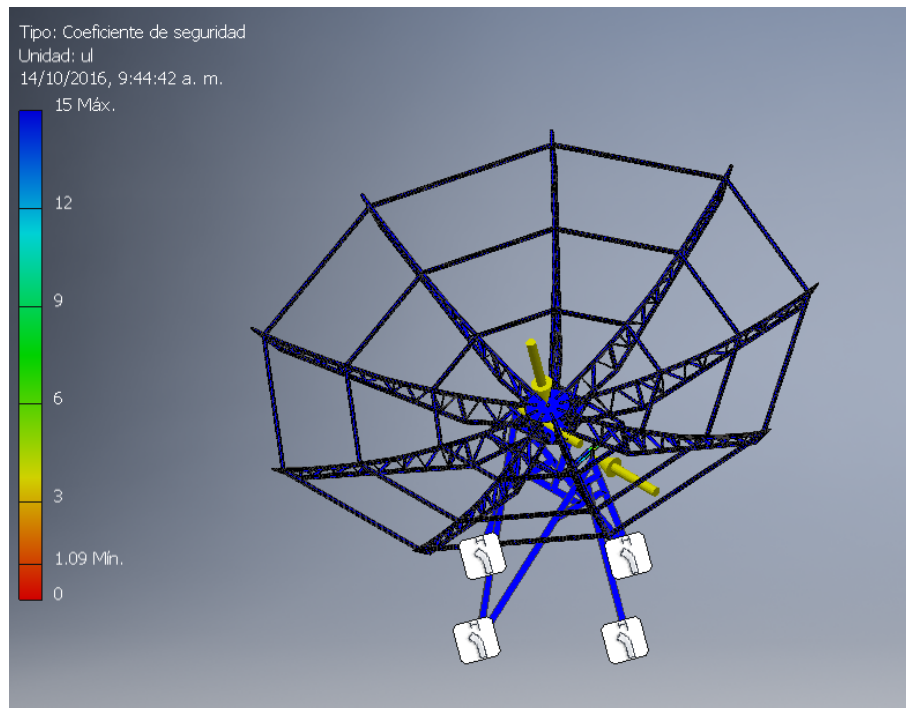 Tipo: Coeficiente de seguridad
Unidad: ul
14/10/2016, 9:44:42 a. m.
15 Máx.
12
9
6
3
1.09 Mín.
0